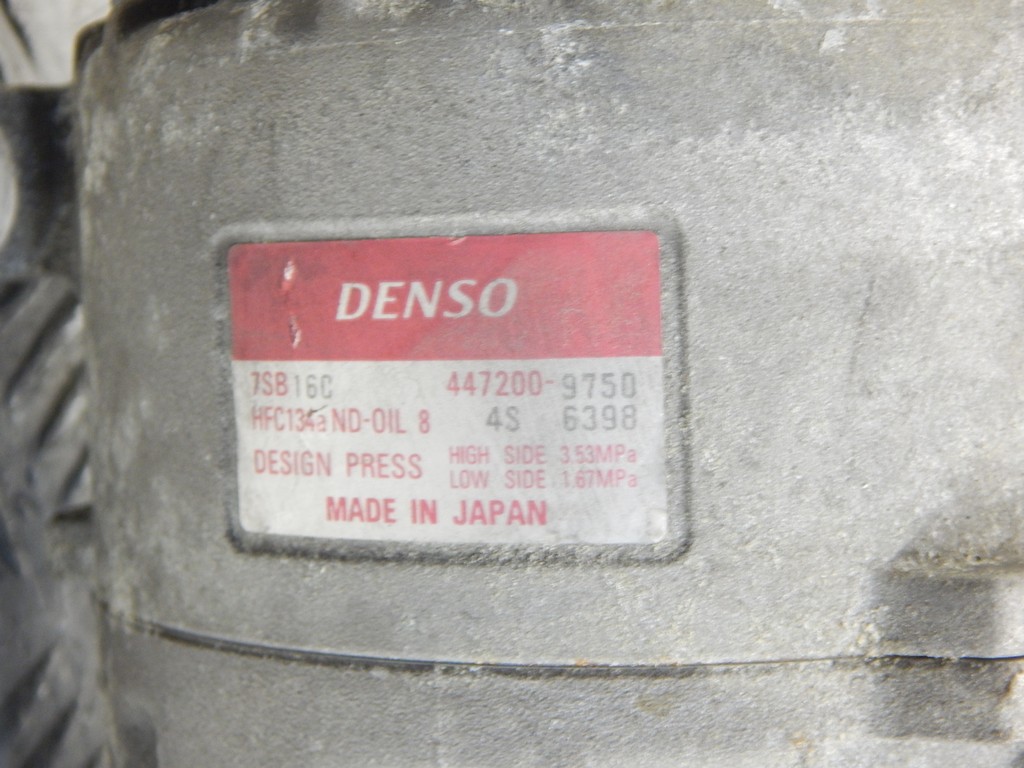 DENSO
7SB16C 447200-9750
HFC134a ND-OIL 8 4S 6398
DESIGN PRESS HIGH SIDE 3.53MPa
LOW SIDE 1.67MPa
MADE IN JAPAN